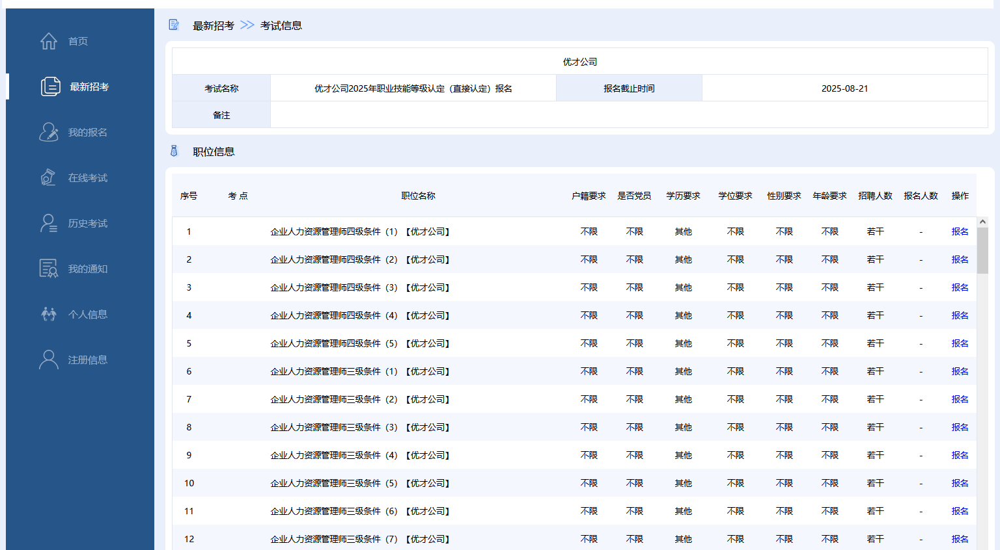 首页
最新招考
我的报名
在线考试
历史考试
我的通知
个人信息
注册信息
最新招考 考试信息
优才公司
考试名称 优才公司2025年职业技能等级认定（直接认定）报名 报名截止时间 2025-08-21
备注
职位信息
序号 考 点 职位名称 户籍要求 是否党员 学历要求 学位要求 性别要求 年龄要求 招聘人数 报名人数 操作
1 企业人力资源管理师四级条件（1）【优才公司】 不限 不限 其他 不限 不限 不限 若干 - 报名
2 企业人力资源管理师四级条件（2）【优才公司】 不限 不限 其他 不限 不限 不限 若干 - 报名
3 企业人力资源管理师四级条件（3）【优才公司】 不限 不限 其他 不限 不限 不限 若干 - 报名
4 企业人力资源管理师四级条件（4）【优才公司】 不限 不限 其他 不限 不限 不限 若干 - 报名
5 企业人力资源管理师四级条件（5）【优才公司】 不限 不限 其他 不限 不限 不限 若干 - 报名
6 企业人力资源管理师三级条件（1）【优才公司】 不限 不限 其他 不限 不限 不限 若干 - 报名
7 企业人力资源管理师三级条件（2）【优才公司】 不限 不限 其他 不限 不限 不限 若干 - 报名
8 企业人力资源管理师三级条件（3）【优才公司】 不限 不限 其他 不限 不限 不限 若干 - 报名
9 企业人力资源管理师三级条件（4）【优才公司】 不限 不限 其他 不限 不限 不限 若干 - 报名
10 企业人力资源管理师三级条件（5）【优才公司】 不限 不限 其他 不限 不限 不限 若干 - 报名
11 企业人力资源管理师三级条件（6）【优才公司】 不限 不限 其他 不限 不限 不限 若干 - 报名
12 企业人力资源管理师三级条件（7）【优才公司】 不限 不限 其他 不限 不限 不限 若干 - 报名